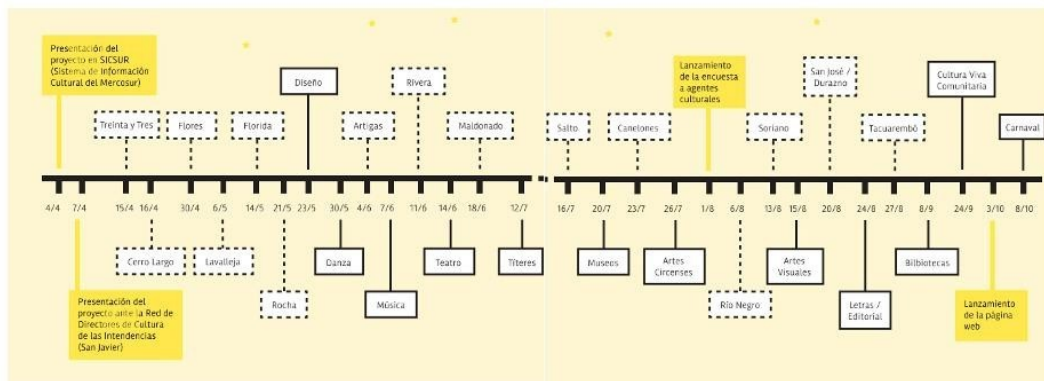 Presentación del
proyecto en SICSUR
(Sistema de Información
Cultural del Mercosur)
Treinta y Tres
Flores
Florida
Diseño
Artigas
Rivera
Maldonado
Salto
Canelones
Lanzamiento
de la encuesta
a agentes
culturales
Soriano
San José /
Durazno
Tacuarembó
Cultura Viva
Comunitaria
Carnaval
4/4 7/4 15/4 16/4 30/4 6/5 14/5 21/5 23/5 30/5 4/6 7/6 11/6 14/6 18/6 12/7 16/7 20/7 23/7 26/7 1/8 6/8 13/8 15/8 20/8 24/8 27/8 8/9 24/9 3/10 8/10
Presentación del
proyecto ante la Red de
Directores de Cultura
de las Intendencias
(San Javier)
Cerro Largo
Lavalleja
Rocha
Danza
Música
Teatro
Títeres
Museos
Artes
Circenses
Río Negro
Artes
Visuales
Letras /
Editorial
Bilbiotecas
Lanzamiento
de la página
web